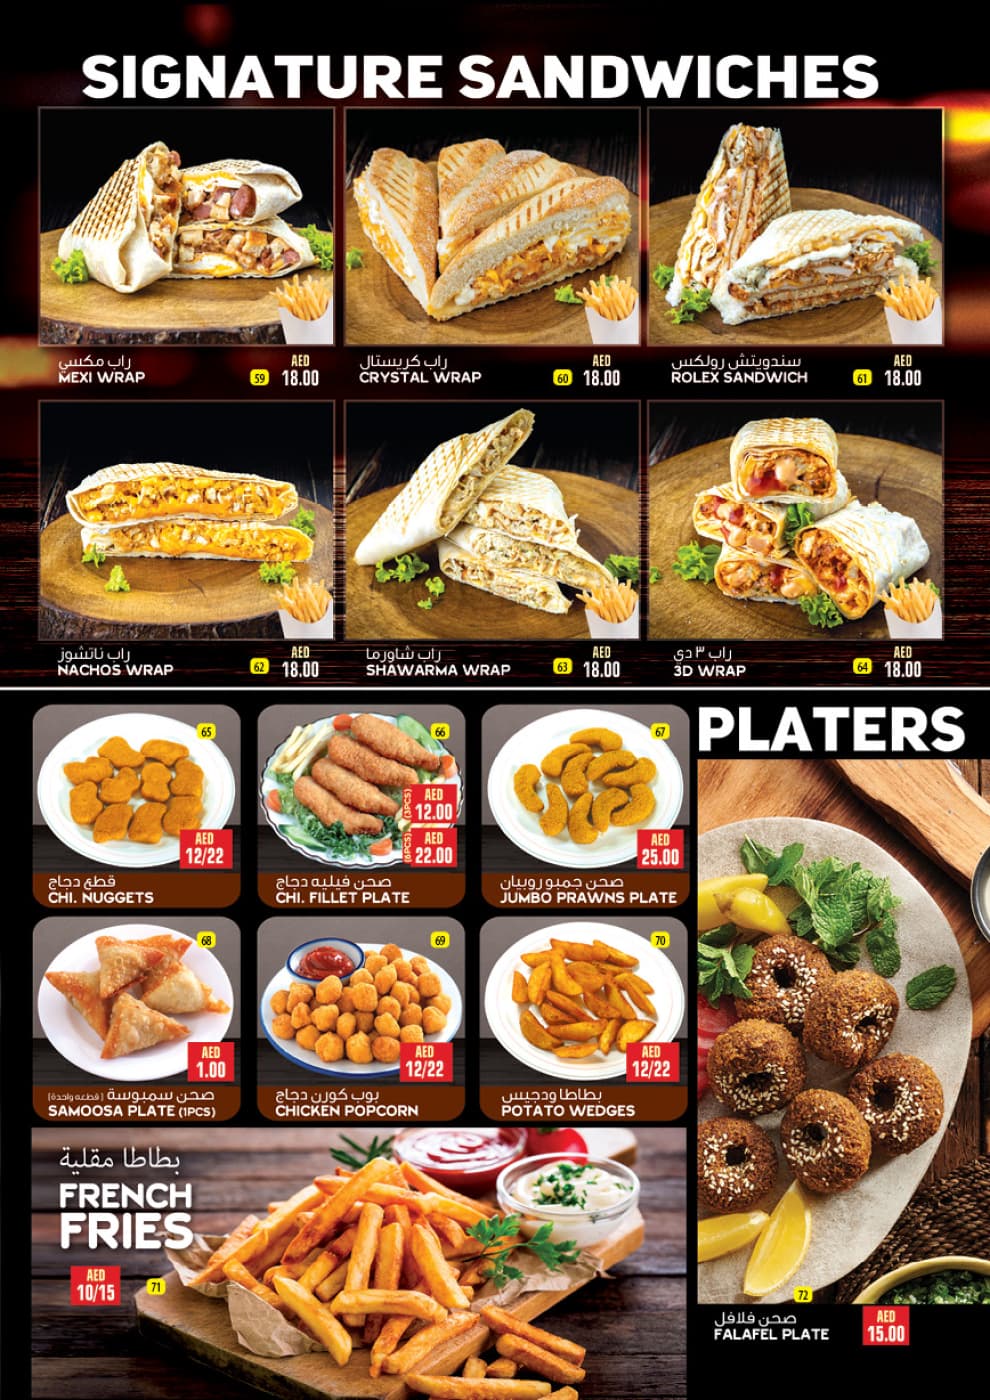 SIGNATURE SANDWICHES
راب مكسي
MEXI WRAP
59
AED
18.00
راب كريستال
CRYSTAL WRAP
60
AED
18.00
سندويتش رولكس
ROLEX SANDWICH
61
AED
18.00
راب ناتشوز
NACHOS WRAP
62
AED
18.00
راب شاورما
SHAWARMA WRAP
63
AED
18.00
راب ٣ دي
3D WRAP
64
AED
18.00
PLATERS
65
AED
12/22
قطع دجاج
CHI. NUGGETS
66
(3PCS) AED
12.00
(6PCS) AED
22.00
صحن فيليه دجاج
CHI. FILLET PLATE
67
AED
25.00
صحن جمبو روبيان
JUMBO PRAWNS PLATE
68
AED
1.00
صحن سمبوسة (قطعه واحدة)
SAMOOSA PLATE (1PCS)
69
AED
12/22
بوب كورن دجاج
CHICKEN POPCORN
70
AED
12/22
بطاطا ودجيس
POTATO WEDGES
بطاطا مقلية
FRENCH
FRIES
AED
10/15
71
72
صحن فلافل
FALAFEL PLATE
AED
15.00